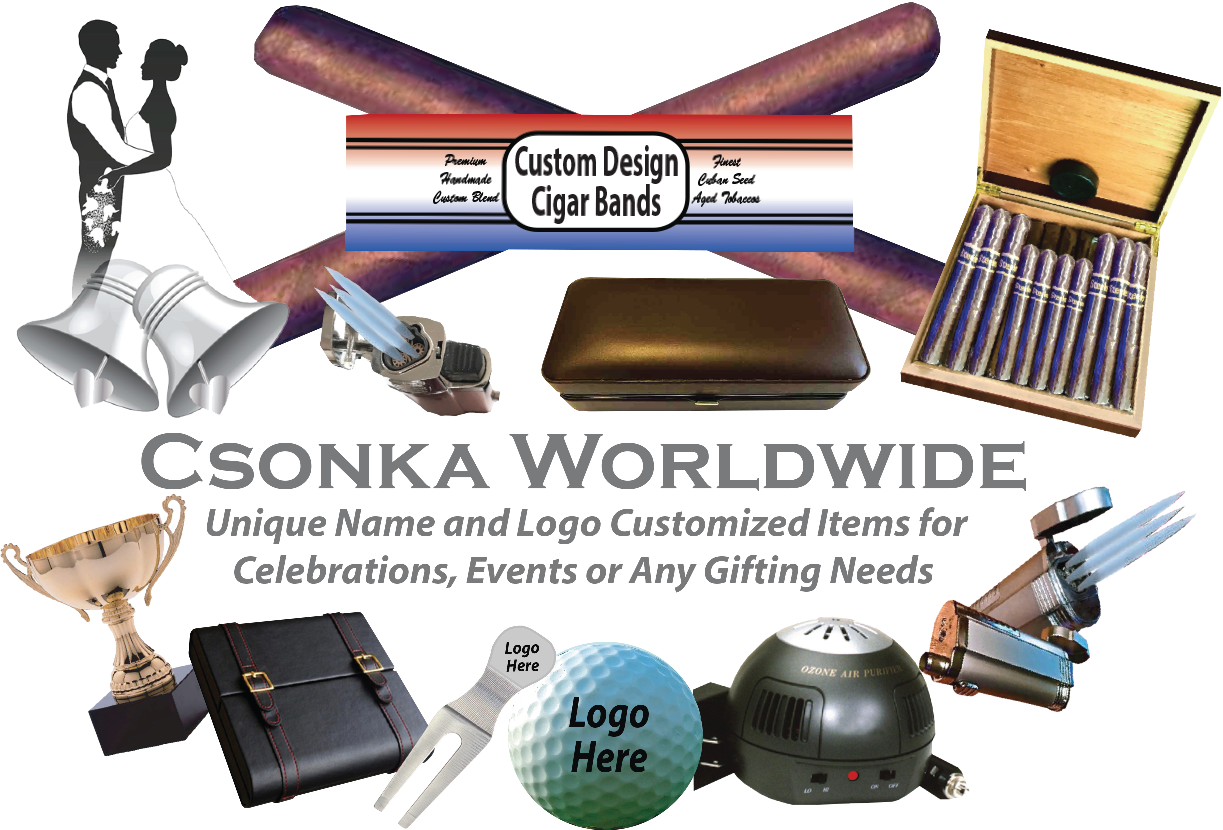 Premium
Handmade
Custom Blend
Custom Design
Cigar Bands
Finest
Cuban Seed
Aged Tobaccos
CSONKA WORLDWIDE
Unique Name and Logo Customized Items for
Celebrations, Events or Any Gifting Needs
Logo
Here
Logo
Here
OZONE AIR PURIFIER
LO HI
ON OFF